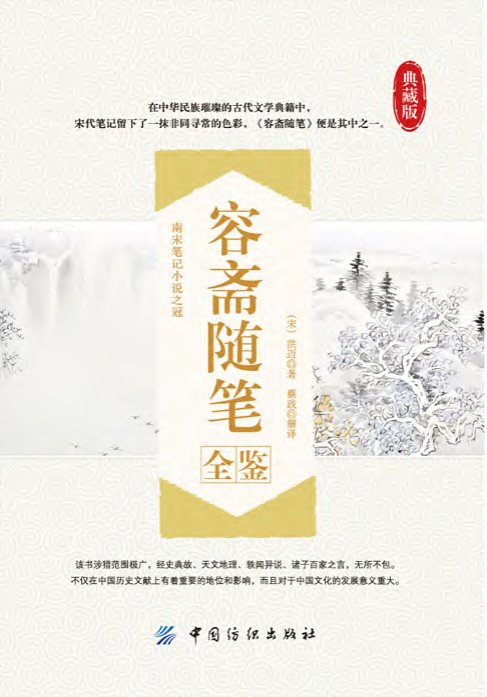 典藏版
在中华民族璀璨的古代文学典籍中，
宋代笔记留下了一抹非同寻常的色彩，《容斋随笔》便是其中之一。
容斋随笔
全鉴
南宋笔记小说之冠
（宋）洪迈◎著 蔡践◎解译
该书涉猎范围极广，经史典故、天文地理、轶闻异说、诸子百家之言，无所不包。
不仅在中国历史文献上有着重要的地位和影响，而且对于中国文化的发展意义重大。
中国纺织出版社